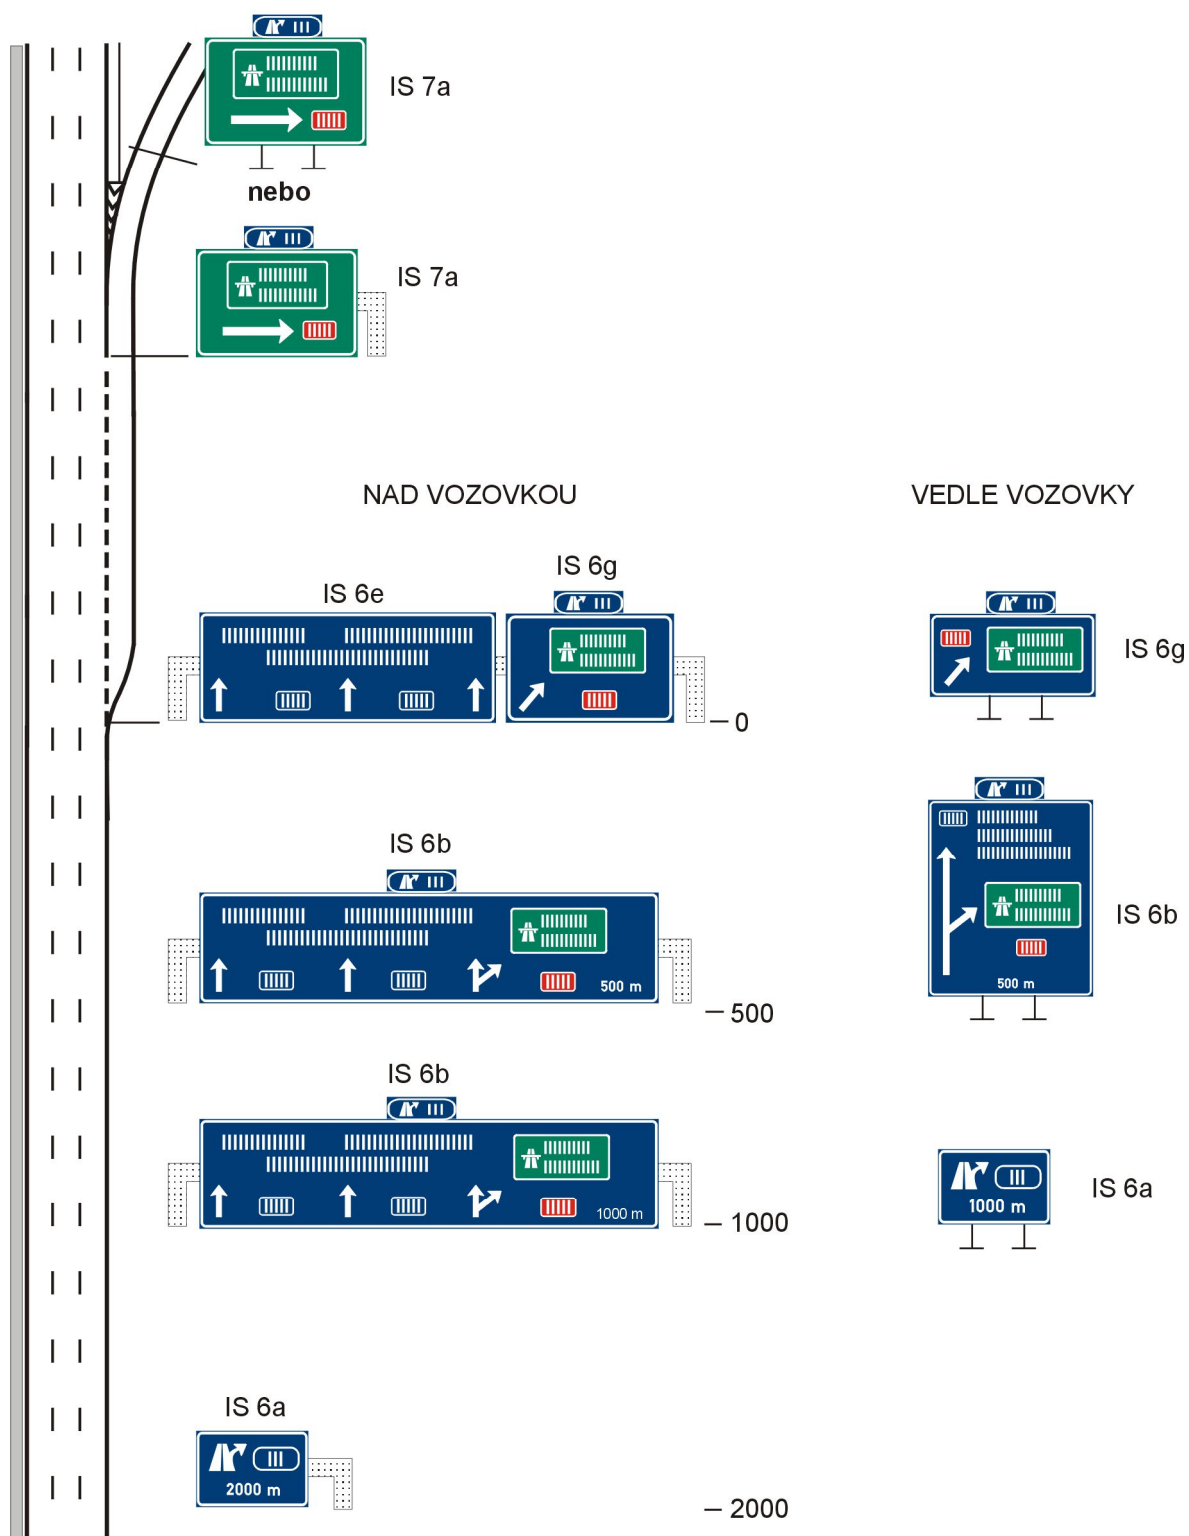 IS 7a
nebo
IS 7a
NAD VOZOVKOU
VEDLE VOZOVKY
IS 6e
IS 6g
IS 6g
0
IS 6b
IS 6b
500 m
500 m
500
IS 6b
1000 m
1000
IS 6a
1000 m
IS 6a
2000 m
2000